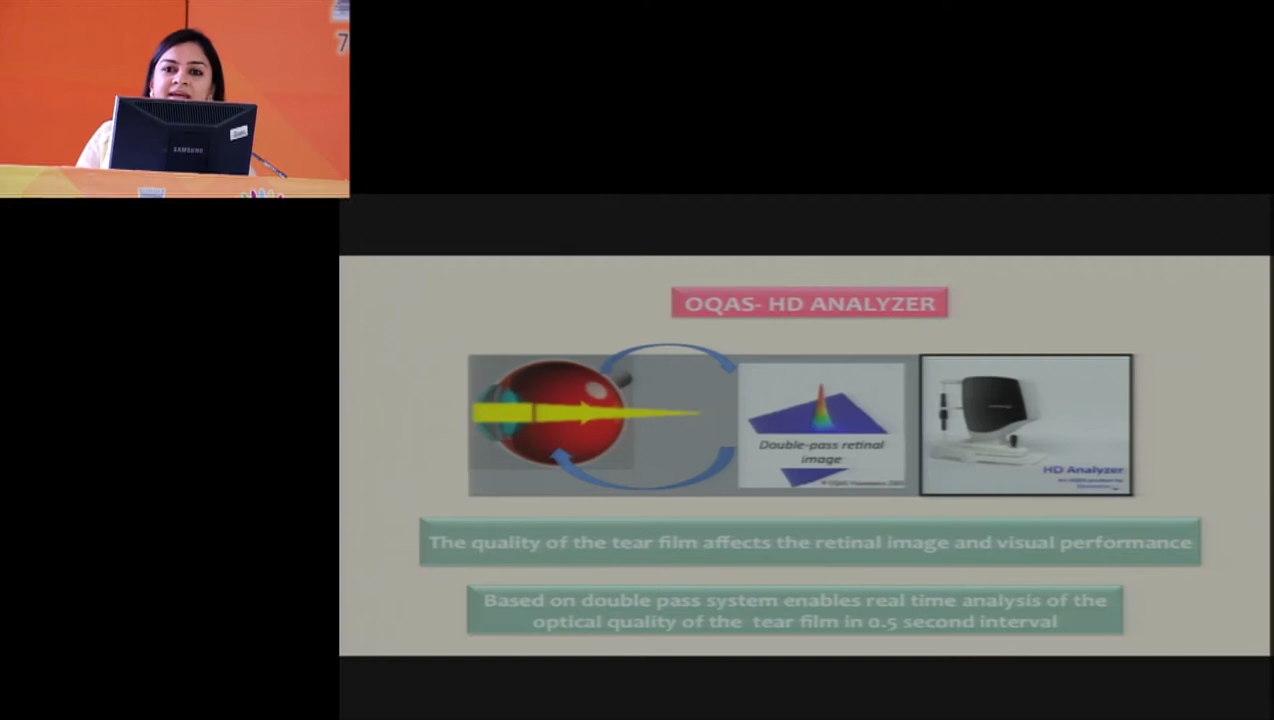 7
SAMSUNG
OQAS- HD ANALYZER
Double-pass retinal
image
HD Analyzer
The quality of the tear film affects the retinal image and visual performance
Based on double pass system enables real time analysis of the
optical quality of the tear film in 0.5 second interval